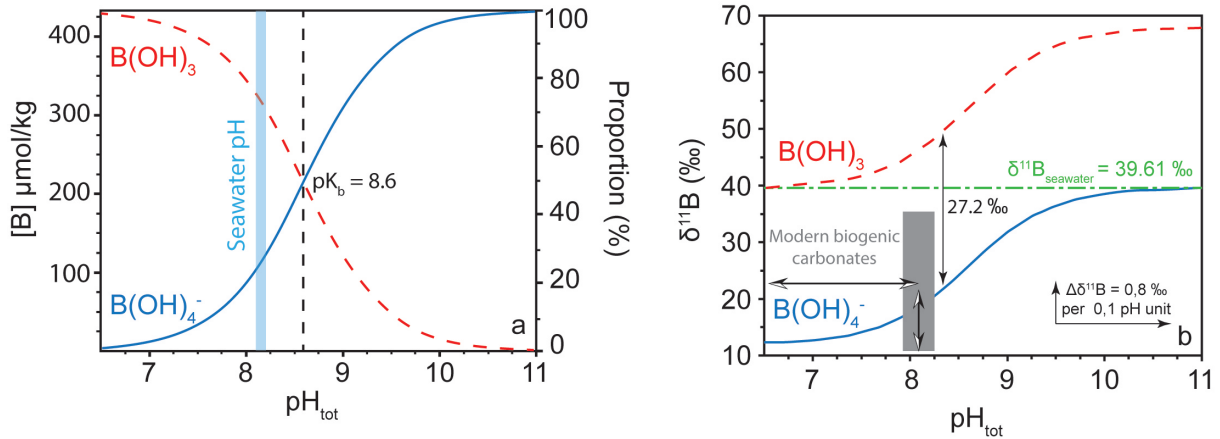 400
300
200
100
[B] µmol/kg
B(OH)₃
B(OH)₄⁻
Seawater pH
pKb = 8.6
a
100
80
60
40
20
0
Proportion (%)
7
8
9
10
11
pHtot
70
60
50
40
30
20
10
δ¹¹B (‰)
B(OH)₃
δ¹¹Bseawater = 39.61 ‰
27.2 ‰
Modern biogenic
carbonates
B(OH)₄⁻
Δδ¹¹B = 0,8 ‰
per 0,1 pH unit
b
7
8
9
10
11
pHtot